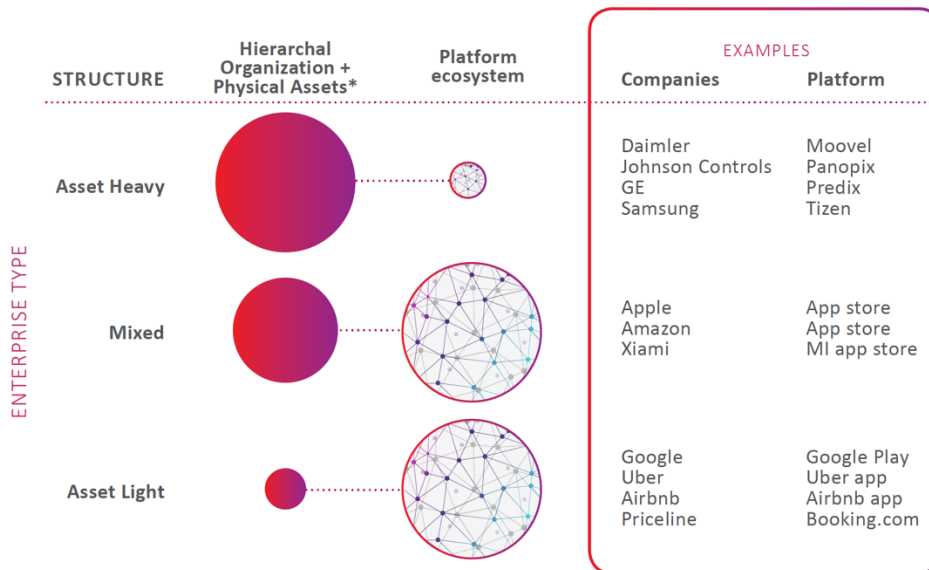 EXAMPLES
STRUCTURE
Hierarchal
Organization +
Physical Assets*
Platform
ecosystem
Companies
Platform
ENTERPRISE TYPE
Asset Heavy
Daimler
Moovel
Johnson Controls
Panopix
GE
Predix
Samsung
Tizen
Mixed
Apple
App store
Amazon
App store
Xiami
MI app store
Asset Light
Google
Google Play
Uber
Uber app
Airbnb
Airbnb app
Priceline
Booking.com